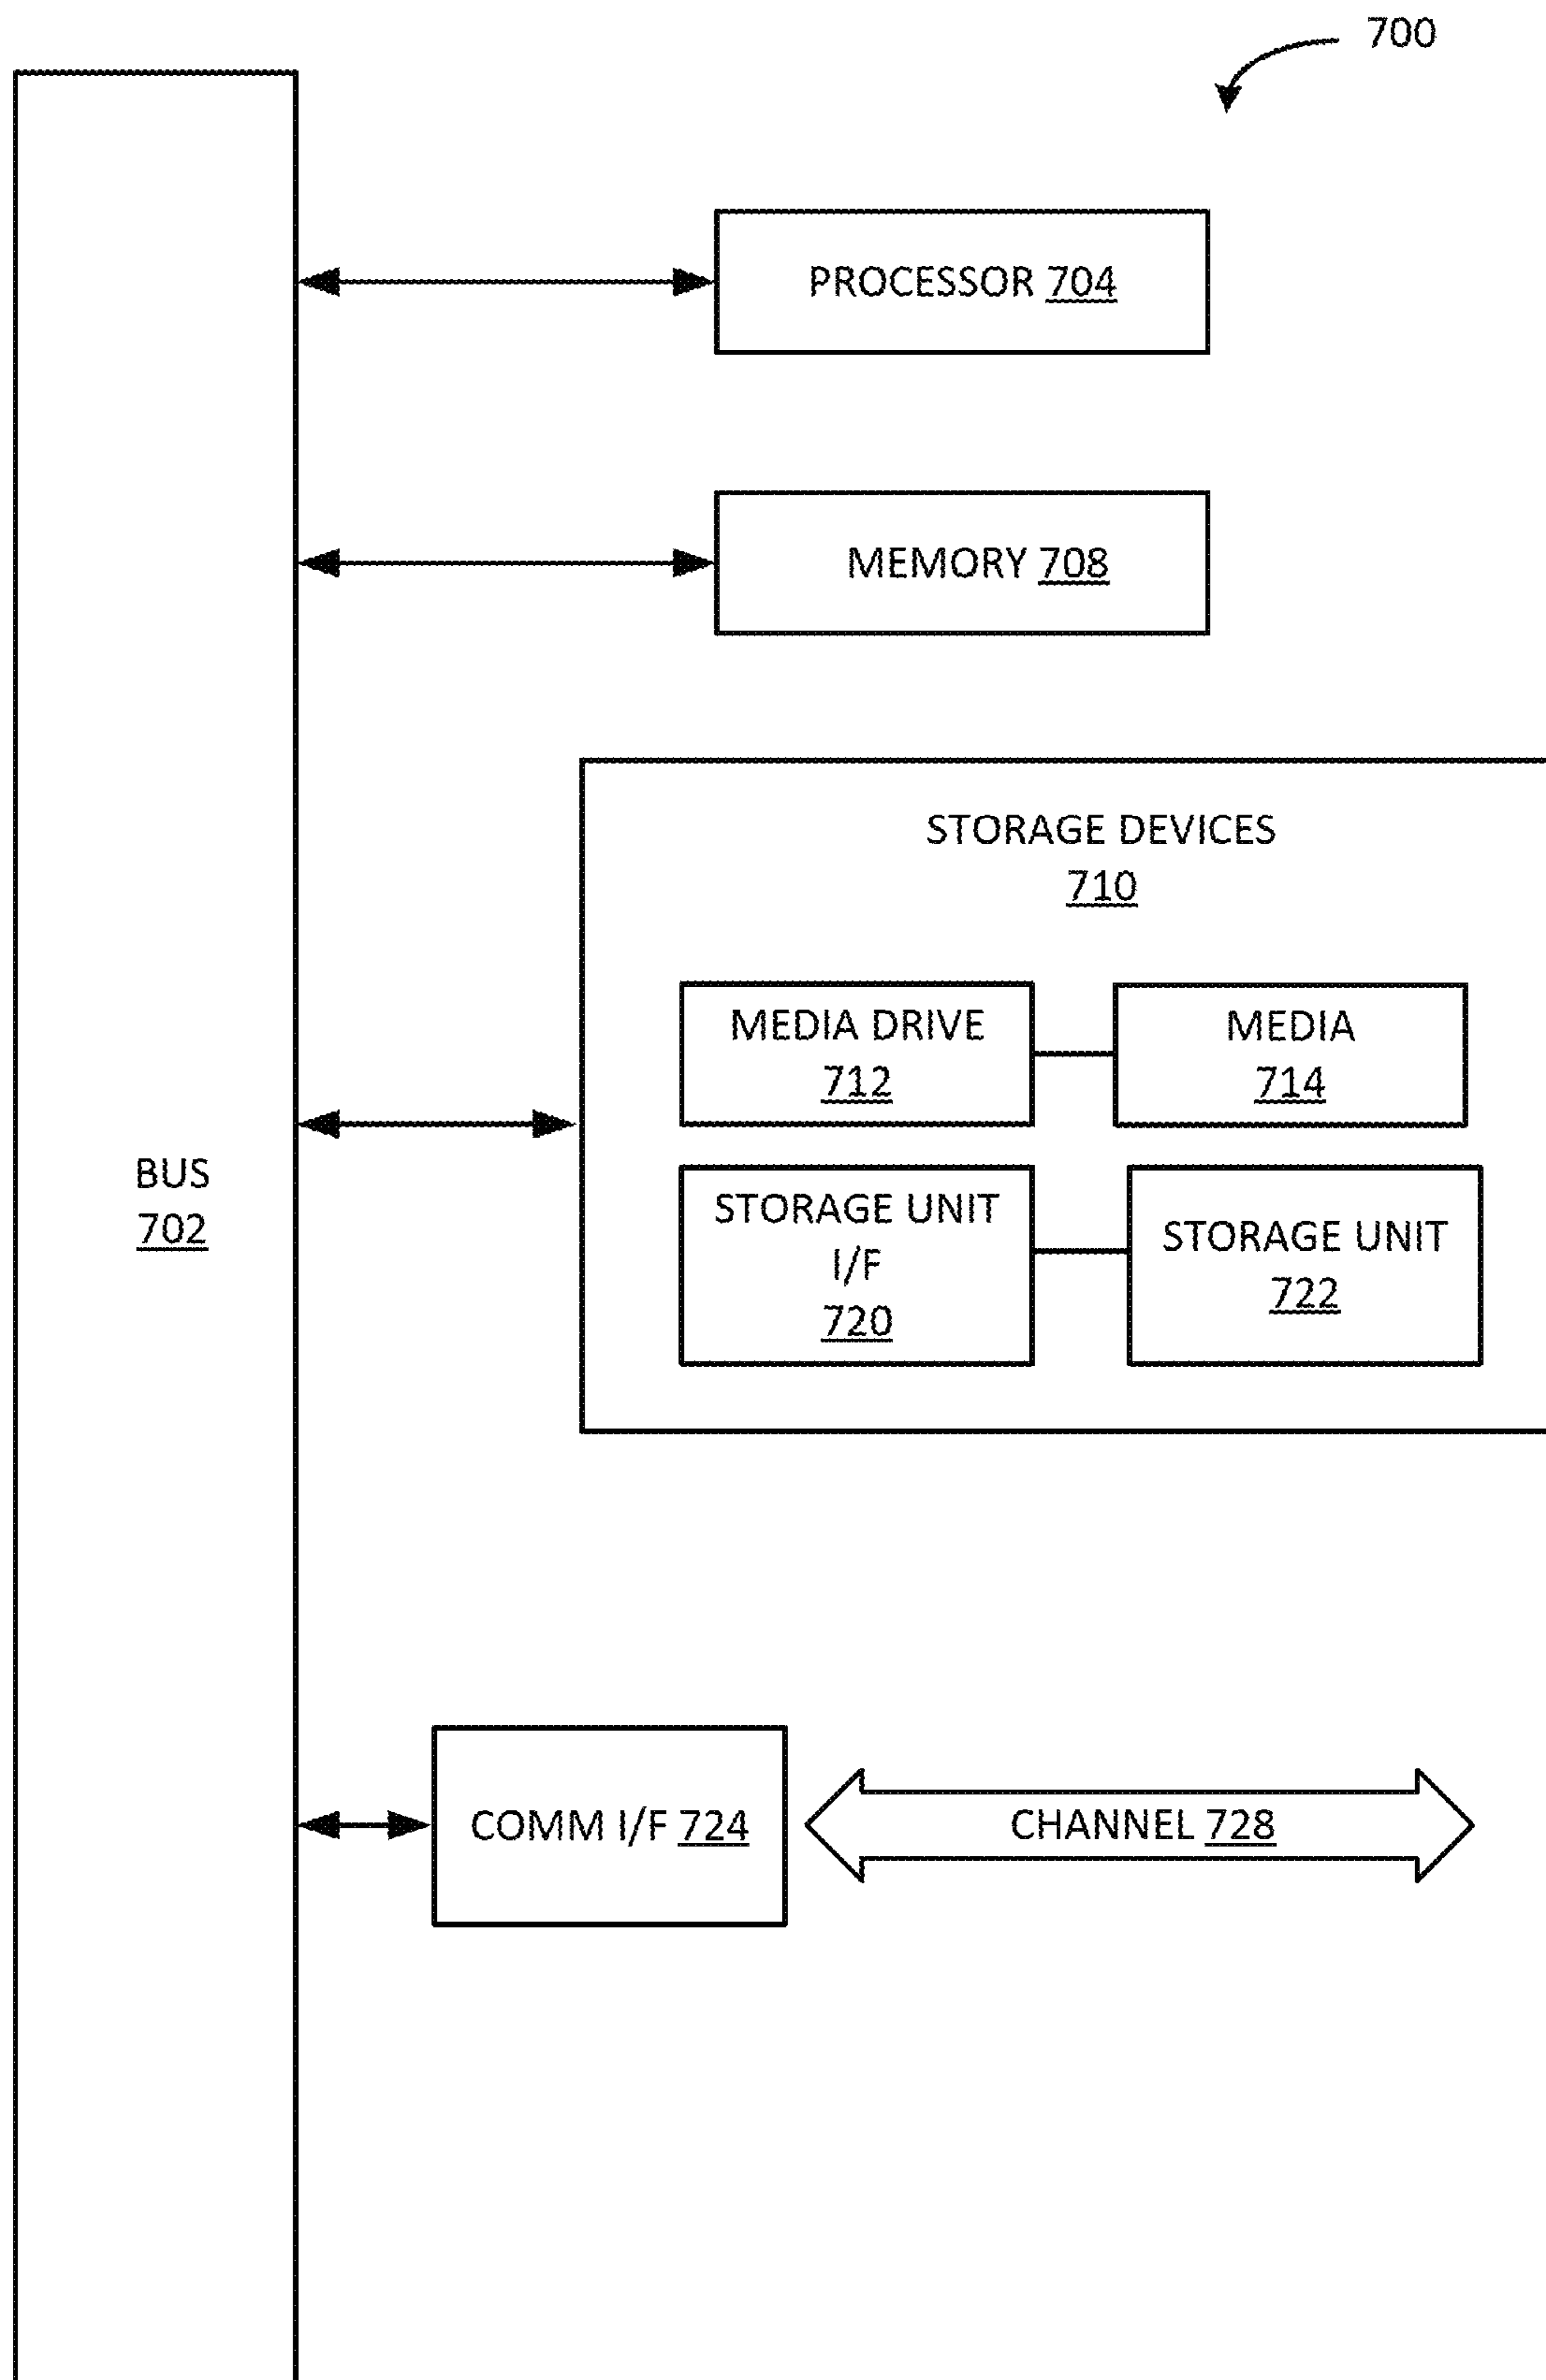 700
PROCESSOR 704
MEMORY 708
STORAGE DEVICES
710
MEDIA DRIVE
712
MEDIA
714
BUS
702
STORAGE UNIT
I/F
720
STORAGE UNIT
722
COMM I/F 724
CHANNEL 728